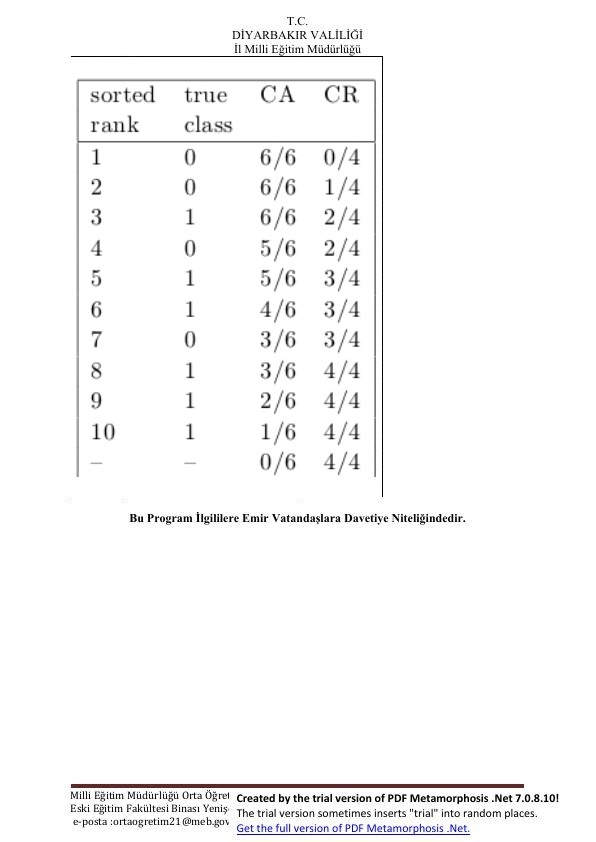 T.C.
DİYARBAKIR VALİLİĞİ
İl Milli Eğitim Müdürlüğü
sorted true CA CR
rank class
1 0 6/6 0/4
2 0 6/6 1/4
3 1 6/6 2/4
4 0 5/6 2/4
5 1 5/6 3/4
6 1 4/6 3/4
7 0 3/6 3/4
8 1 3/6 4/4
9 1 2/6 4/4
10 1 1/6 4/4
– – 0/6 4/4
Bu Program İlgililere Emir Vatandaşlara Davetiye Niteliğindedir.
Milli Eğitim Müdürlüğü Orta Öğret
Eski Eğitim Fakültesi Binası Yeniş
e-posta :ortaogretim21@meb.gov
Created by the trial version of PDF Metamorphosis .Net 7.0.8.10!
The trial version sometimes inserts "trial" into random places.
Get the full version of PDF Metamorphosis .Net.